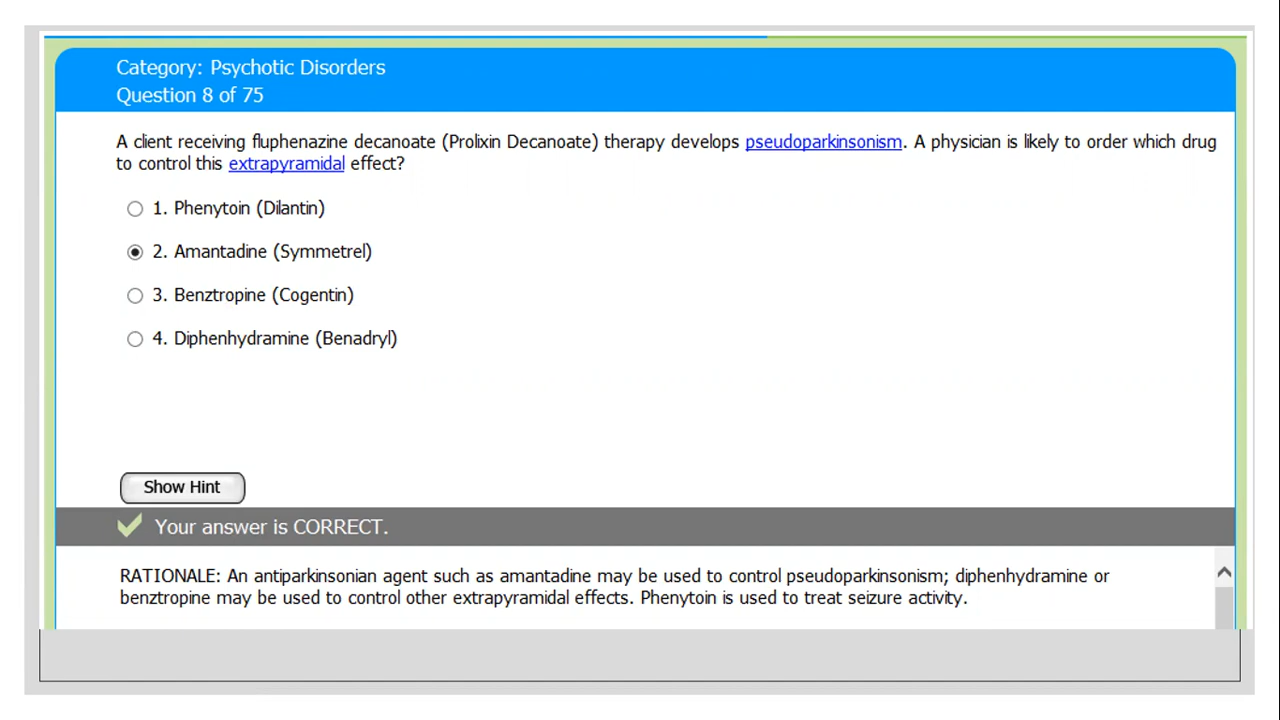 Category: Psychotic Disorders
Question 8 of 75
A client receiving fluphenazine decanoate (Prolixin Decanoate) therapy develops pseudoparkinsonism. A physician is likely to order which drug
to control this extrapyramidal effect?
1. Phenytoin (Dilantin)
2. Amantadine (Symmetrel)
3. Benztropine (Cogentin)
4. Diphenhydramine (Benadryl)
Show Hint
Your answer is CORRECT.
RATIONALE: An antiparkinsonian agent such as amantadine may be used to control pseudoparkinsonism; diphenhydramine or
benztropine may be used to control other extrapyramidal effects. Phenytoin is used to treat seizure activity.